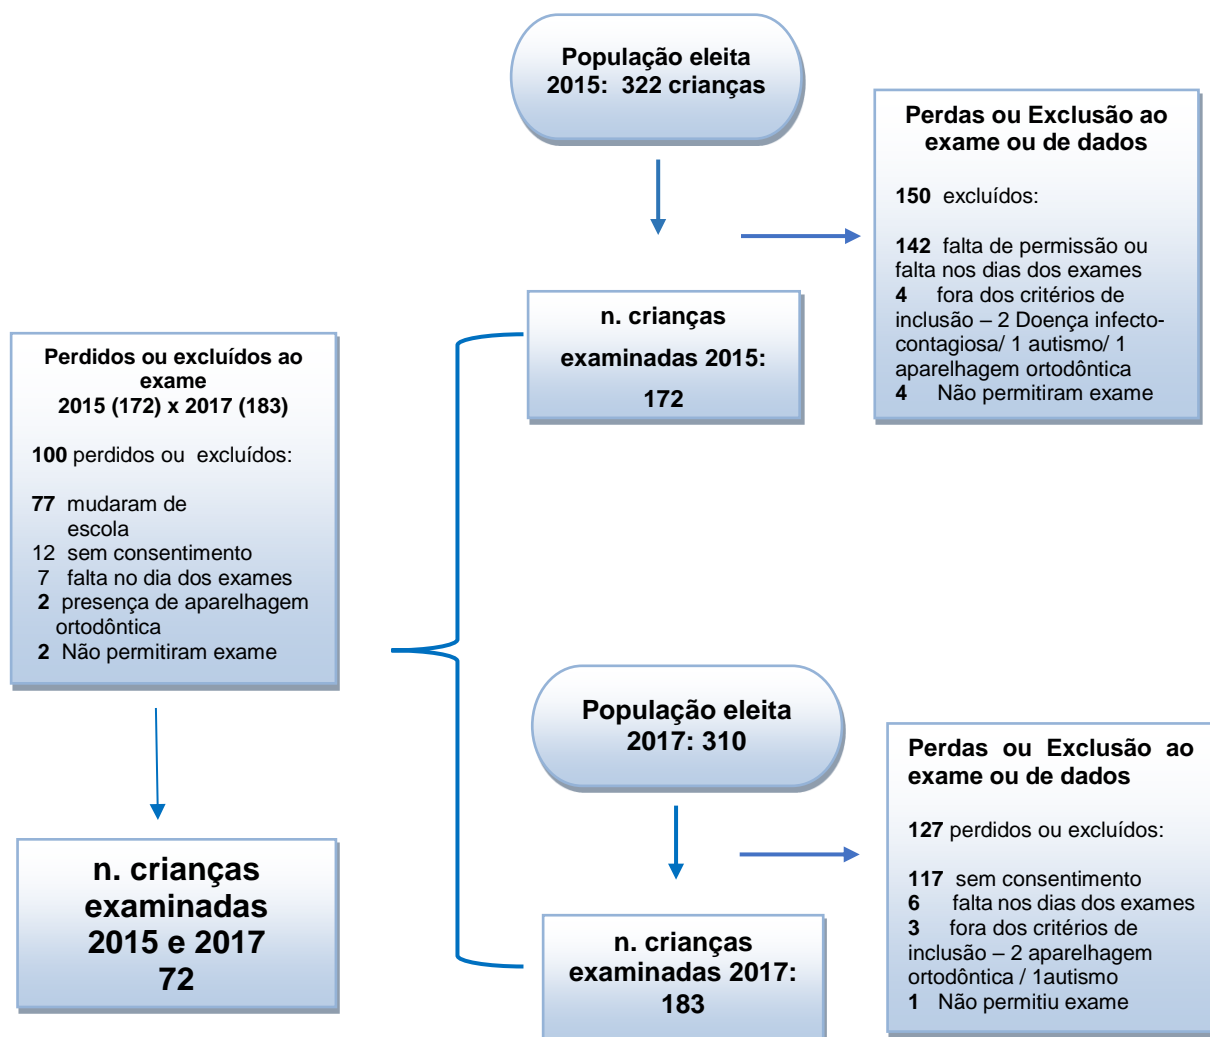 População eleita
2015: 322 crianças
Perdas ou Exclusão ao
exame ou de dados
150 excluídos:
142 falta de permissão ou
falta nos dias dos exames
4 fora dos critérios de
inclusão – 2 Doença infecto-
contagiosa/ 1 autismo/ 1
aparelhagem ortodôntica
4 Não permitiram exame
n. crianças
examinadas 2015:
172
Perdidos ou excluídos ao
exame
2015 (172) x 2017 (183)
100 perdidos ou excluídos:
77 mudaram de
escola
12 sem consentimento
7 falta no dia dos exames
2 presença de aparelhagem
ortodôntica
2 Não permitiram exame
População eleita
2017: 310
Perdas ou Exclusão ao
exame ou de dados
127 perdidos ou excluídos:
117 sem consentimento
6 falta nos dias dos exames
3 fora dos critérios de
inclusão – 2 aparelhagem
ortodôntica / 1autismo
1 Não permitiu exame
n. crianças
examinadas
2015 e 2017
72
n. crianças
examinadas 2017:
183